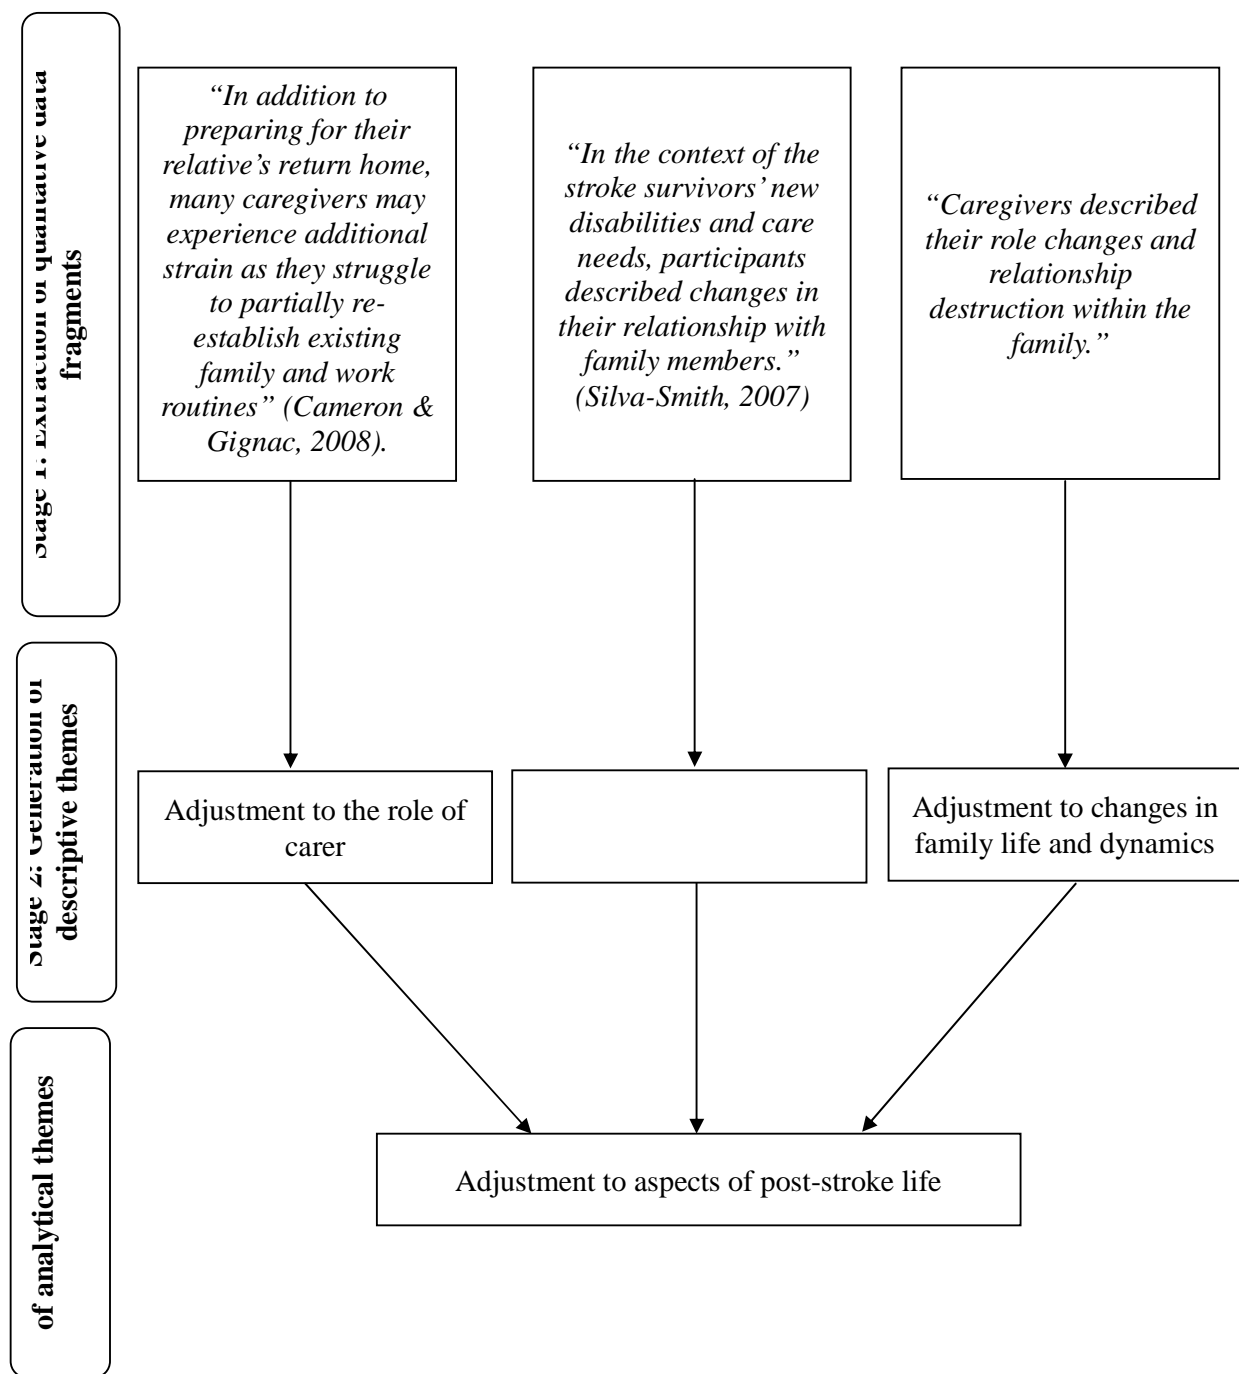 Stage 1: Extraction of data
fragments
“In addition to
preparing for their
relative’s return home,
many caregivers may
experience additional
strain as they struggle
to partially re-
establish existing
family and work
routines” (Cameron &
Gignac, 2008).
“In the context of the
stroke survivors’ new
disabilities and care
needs, participants
described changes in
their relationship with
family members.”
(Silva-Smith, 2007)
“Caregivers described
their role changes and
relationship
destruction within the
family.”
Stage 2: Generation of
descriptive themes
Adjustment to the role of
carer
Adjustment to changes in
family life and dynamics
of analytical themes
Adjustment to aspects of post-stroke life